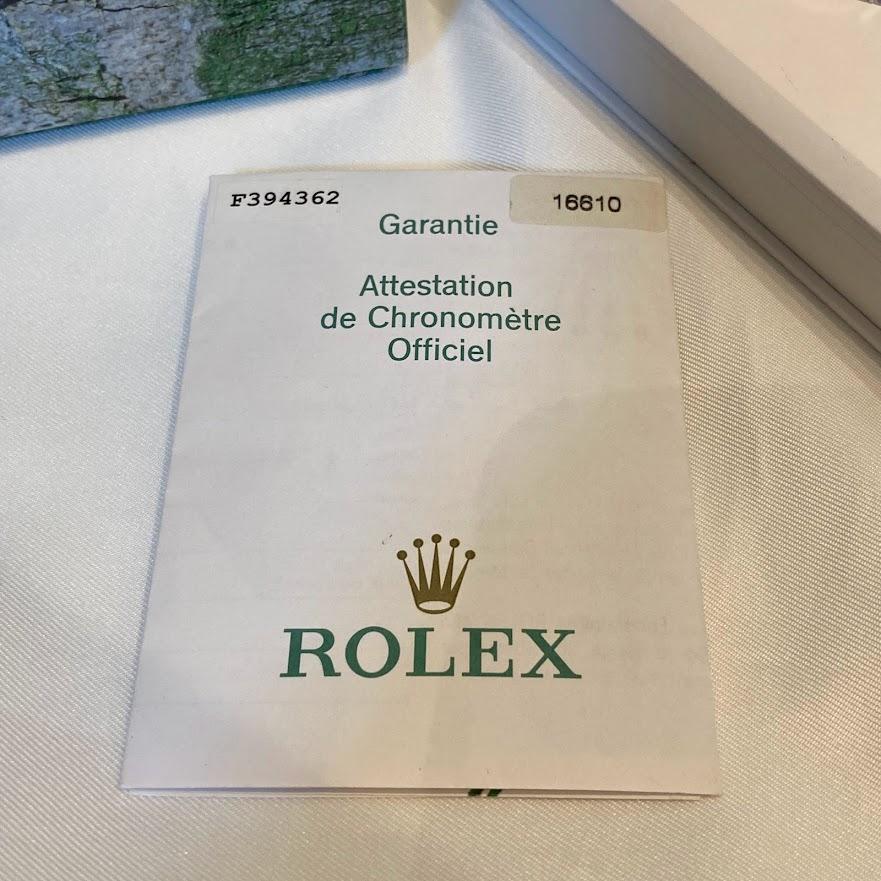 F394362
16610
Garantie
Attestation
de Chronomètre
Officiel
ROLEX